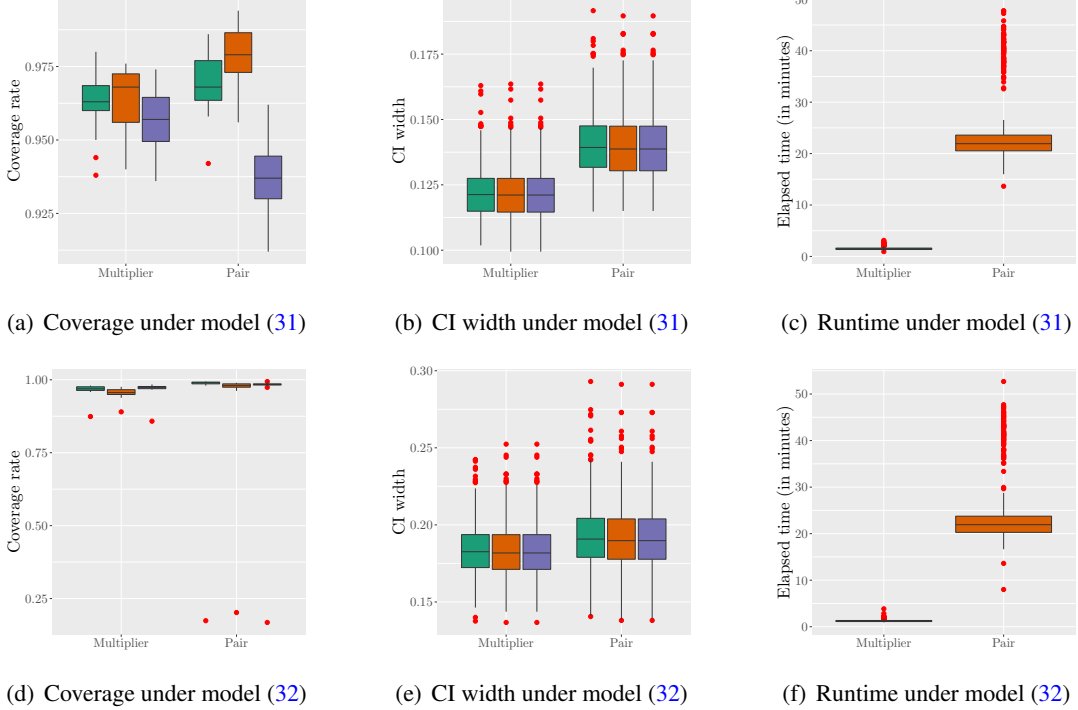 Coverage rate
0.975
0.950
0.925
Multiplier
Pair
CI width
0.175
0.150
0.125
0.100
Multiplier
Pair
Elapsed time (in minutes)
50
40
30
20
10
0
Multiplier
Pair
(a) Coverage under model (31)
(b) CI width under model (31)
(c) Runtime under model (31)
Coverage rate
1.00
0.75
0.50
0.25
Multiplier
Pair
CI width
0.30
0.25
0.20
0.15
Multiplier
Pair
Elapsed time (in minutes)
50
40
30
20
10
0
Multiplier
Pair
(d) Coverage under model (32)
(e) CI width under model (32)
(f) Runtime under model (32)